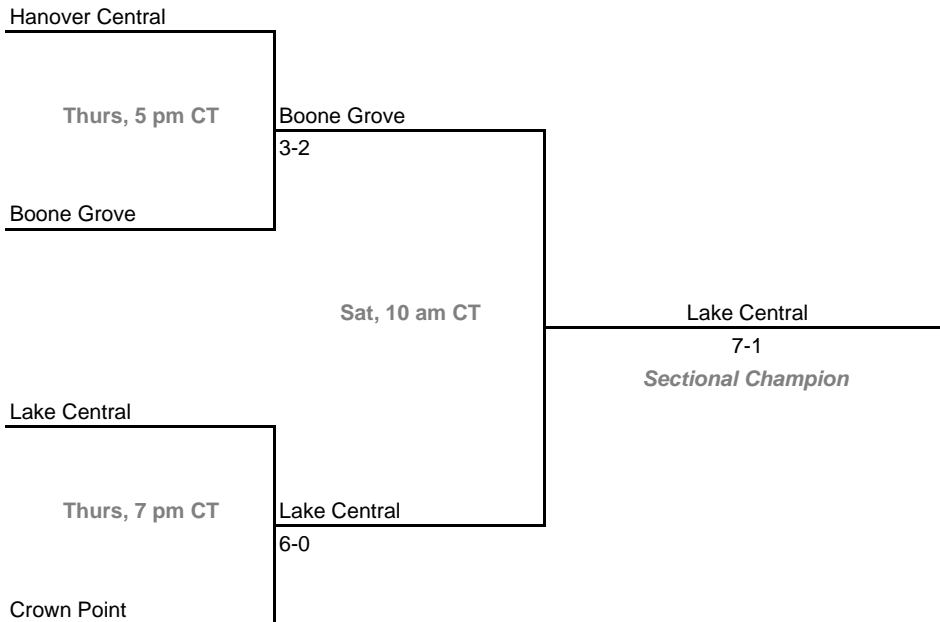 Hanover Central
Thurs, 5 pm CT
Boone Grove
3-2
Boone Grove
Sat, 10 am CT
Lake Central
7-1
Sectional Champion
Lake Central
Thurs, 7 pm CT
Lake Central
6-0
Crown Point